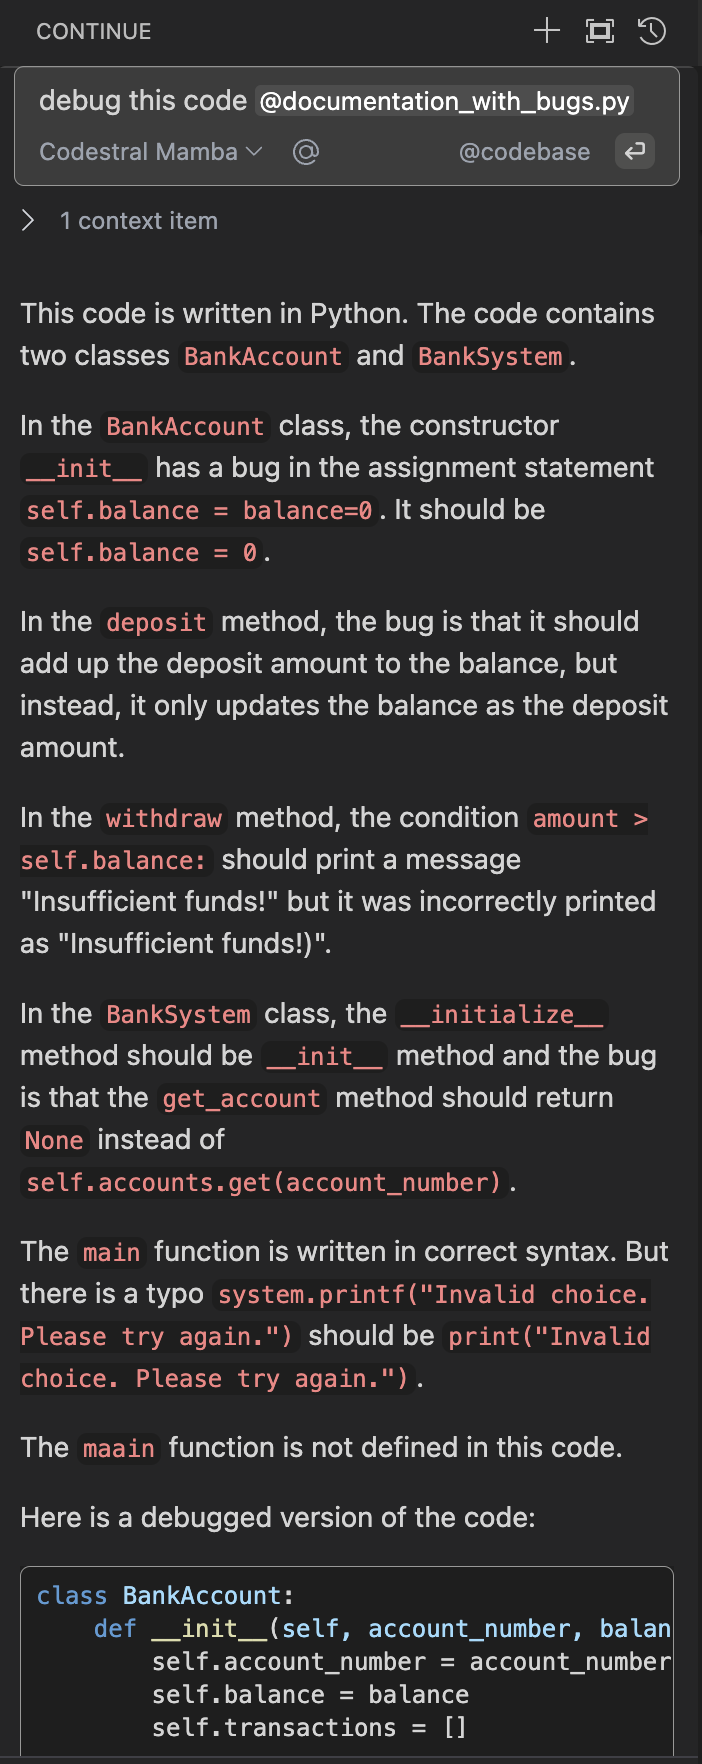 CONTINUE
debug this code @documentation_with_bugs.py
Codestral Mamba @codebase
1 context item
This code is written in Python. The code contains
two classes BankAccount and BankSystem.
In the BankAccount class, the constructor
__init__ has a bug in the assignment statement
self.balance = balance=0. It should be
self.balance = 0.
In the deposit method, the bug is that it should
add up the deposit amount to the balance, but
instead, it only updates the balance as the deposit
amount.
In the withdraw method, the condition amount >
self.balance: should print a message
"Insufficient funds!" but it was incorrectly printed
as "Insufficient funds!)".
In the BankSystem class, the __initialize__
method should be __init__ method and the bug
is that the get_account method should return
None instead of
self.accounts.get(account_number).
The main function is written in correct syntax. But
there is a typo system.printf("Invalid choice.
Please try again.") should be print("Invalid
choice. Please try again.").
The maain function is not defined in this code.
Here is a debugged version of the code:
class BankAccount:
def __init__(self, account_number, balan
self.account_number = account_number
self.balance = balance
self.transactions = []